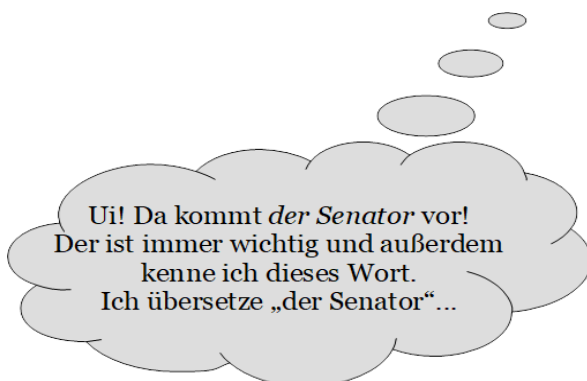 Ui! Da kommt der Senator vor!
Der ist immer wichtig und außerdem
kenne ich dieses Wort.
Ich übersetze „der Senator“...